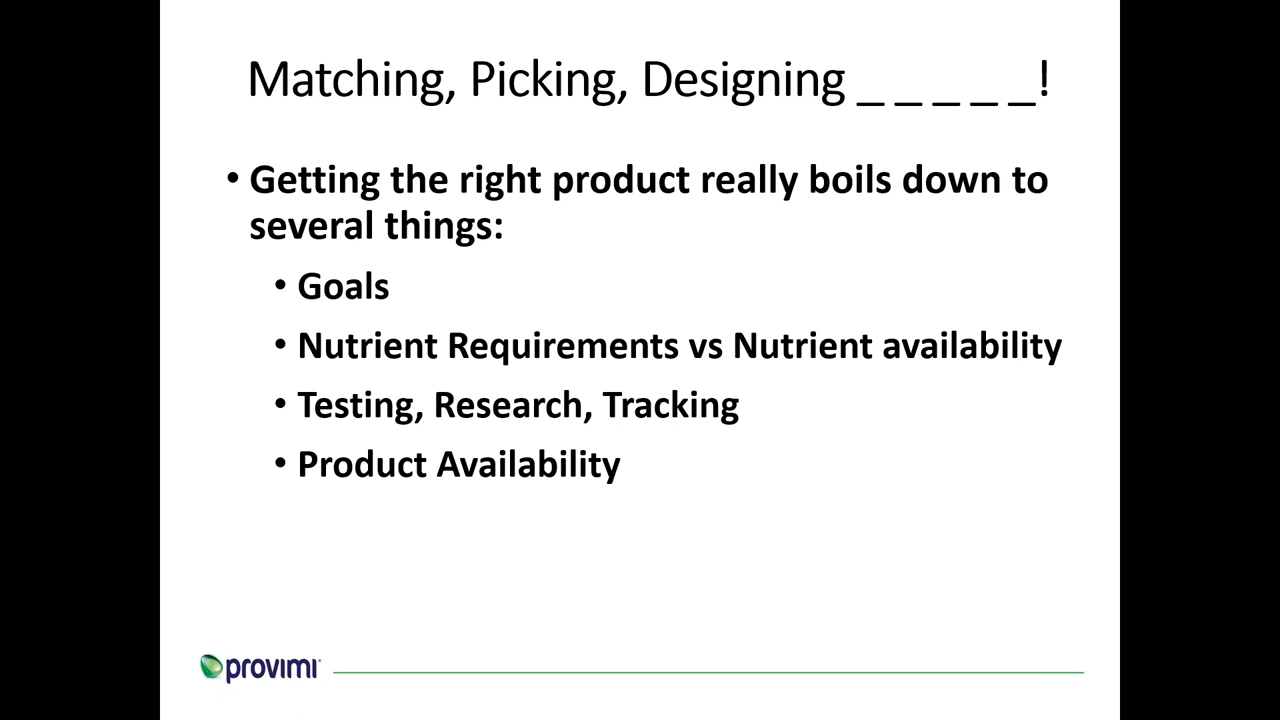 Matching, Picking, Designing _ _ _ _ _!
• Getting the right product really boils down to
several things:
• Goals
• Nutrient Requirements vs Nutrient availability
• Testing, Research, Tracking
• Product Availability
provimi